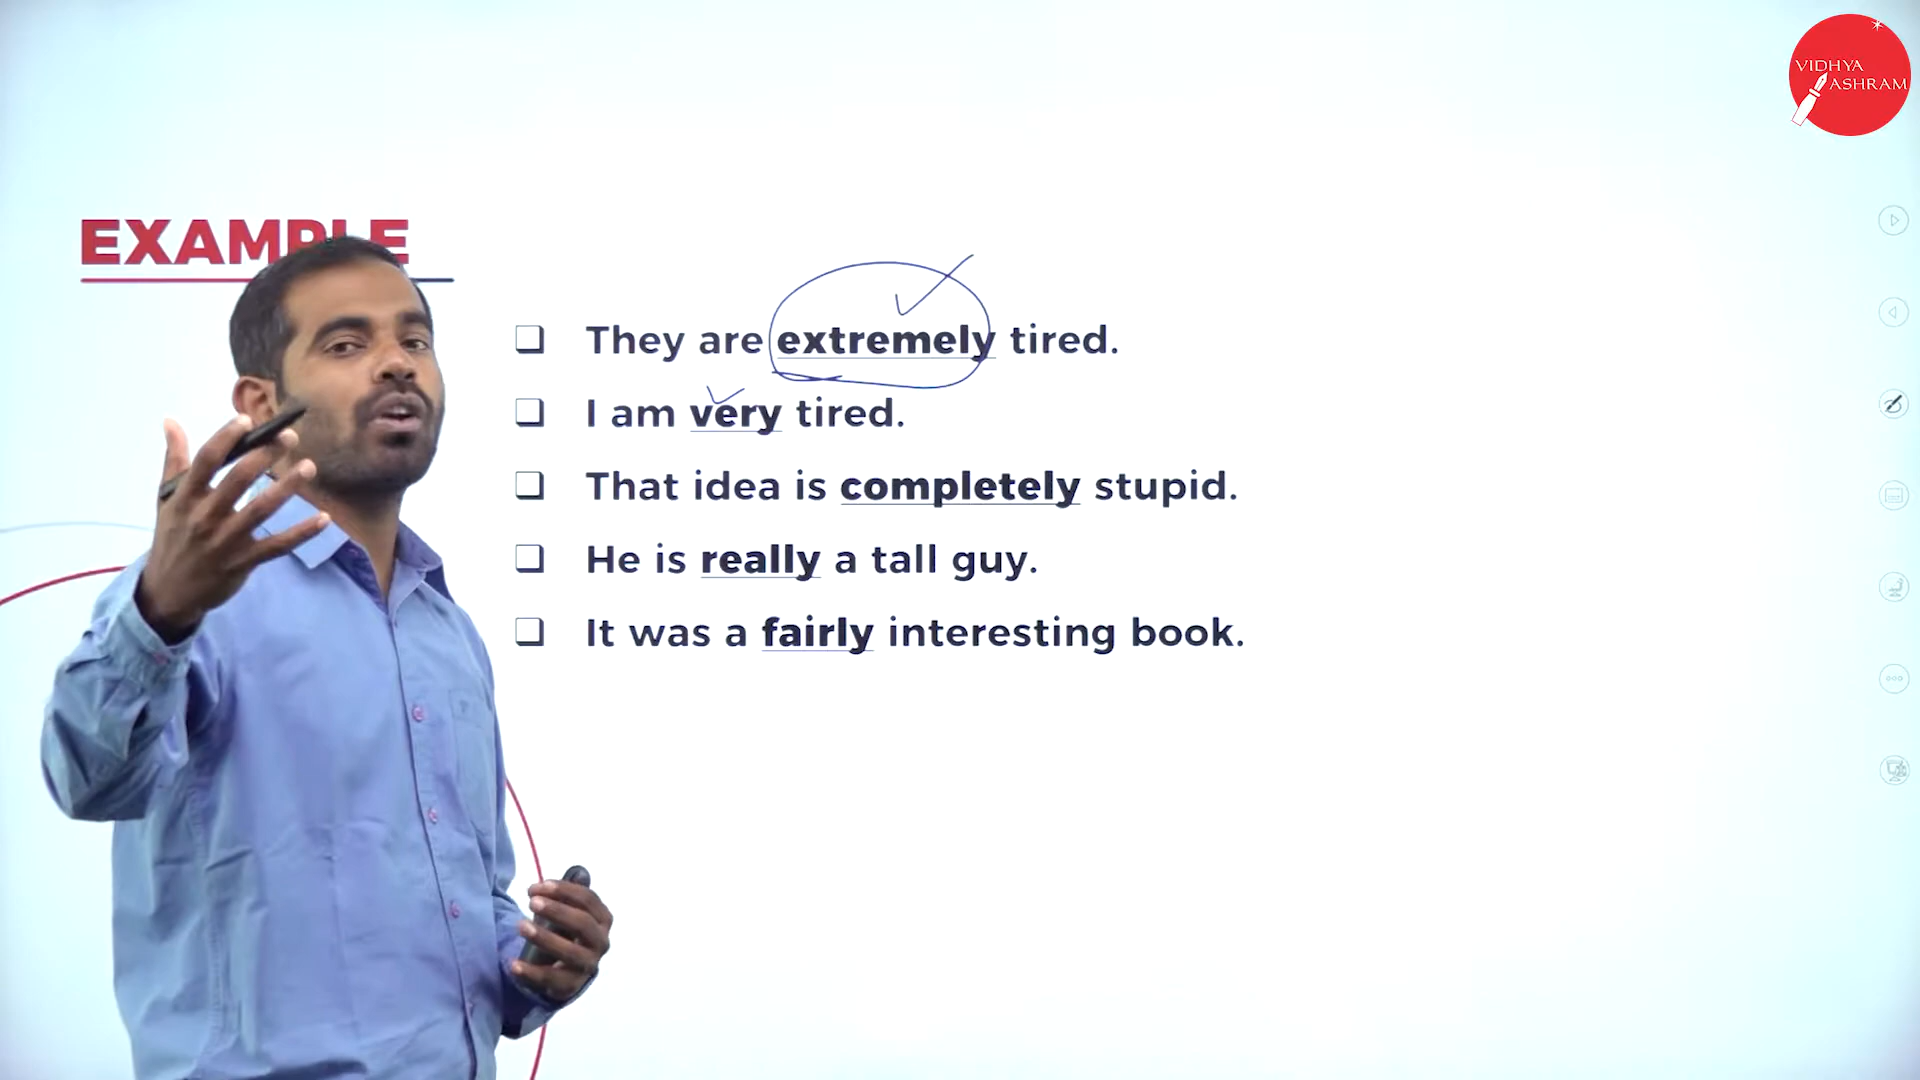 VIDHYA
ASHRAM
EXAMPLE
❑ They are extremely tired.
❑ I am very tired.
❑ That idea is completely stupid.
❑ He is really a tall guy.
❑ It was a fairly interesting book.